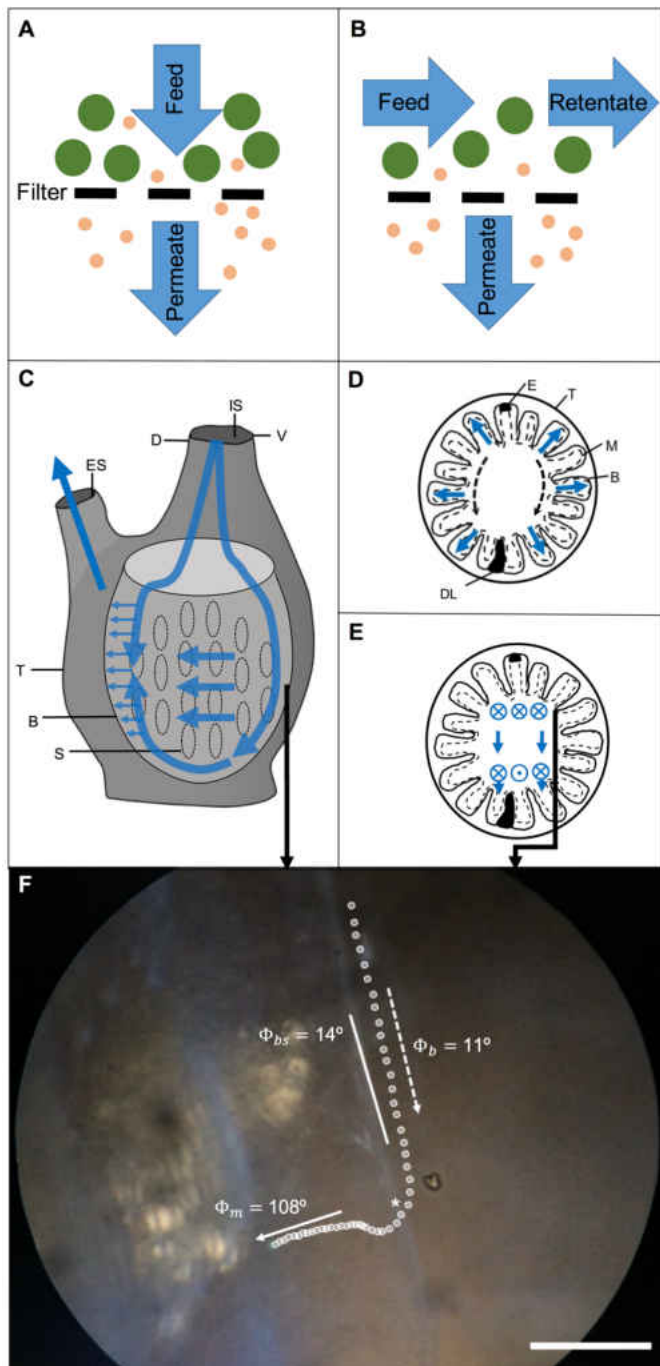 A
Feed
Filter
Permeate
B
Feed
Retentate
Permeate
C
IS
D
V
ES
T
B
S
D
E
T
M
B
DL
E
F
Φbs = 14º
Φb = 11º
Φm = 108º